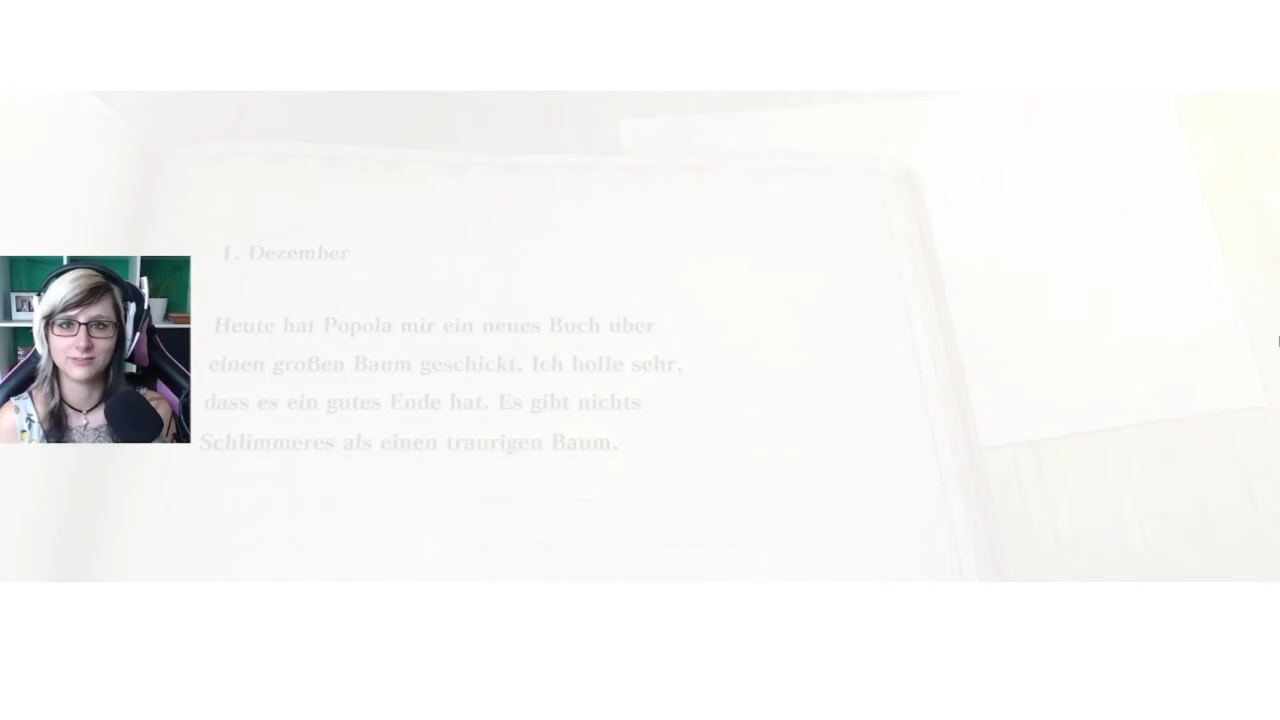 1. Dezember
Heute hat Popola mir ein neues Buch über
einen großen Baum geschickt. Ich hoffe sehr,
dass es ein gutes Ende hat. Es gibt nichts
Schlimmeres als einen traurigen Baum.